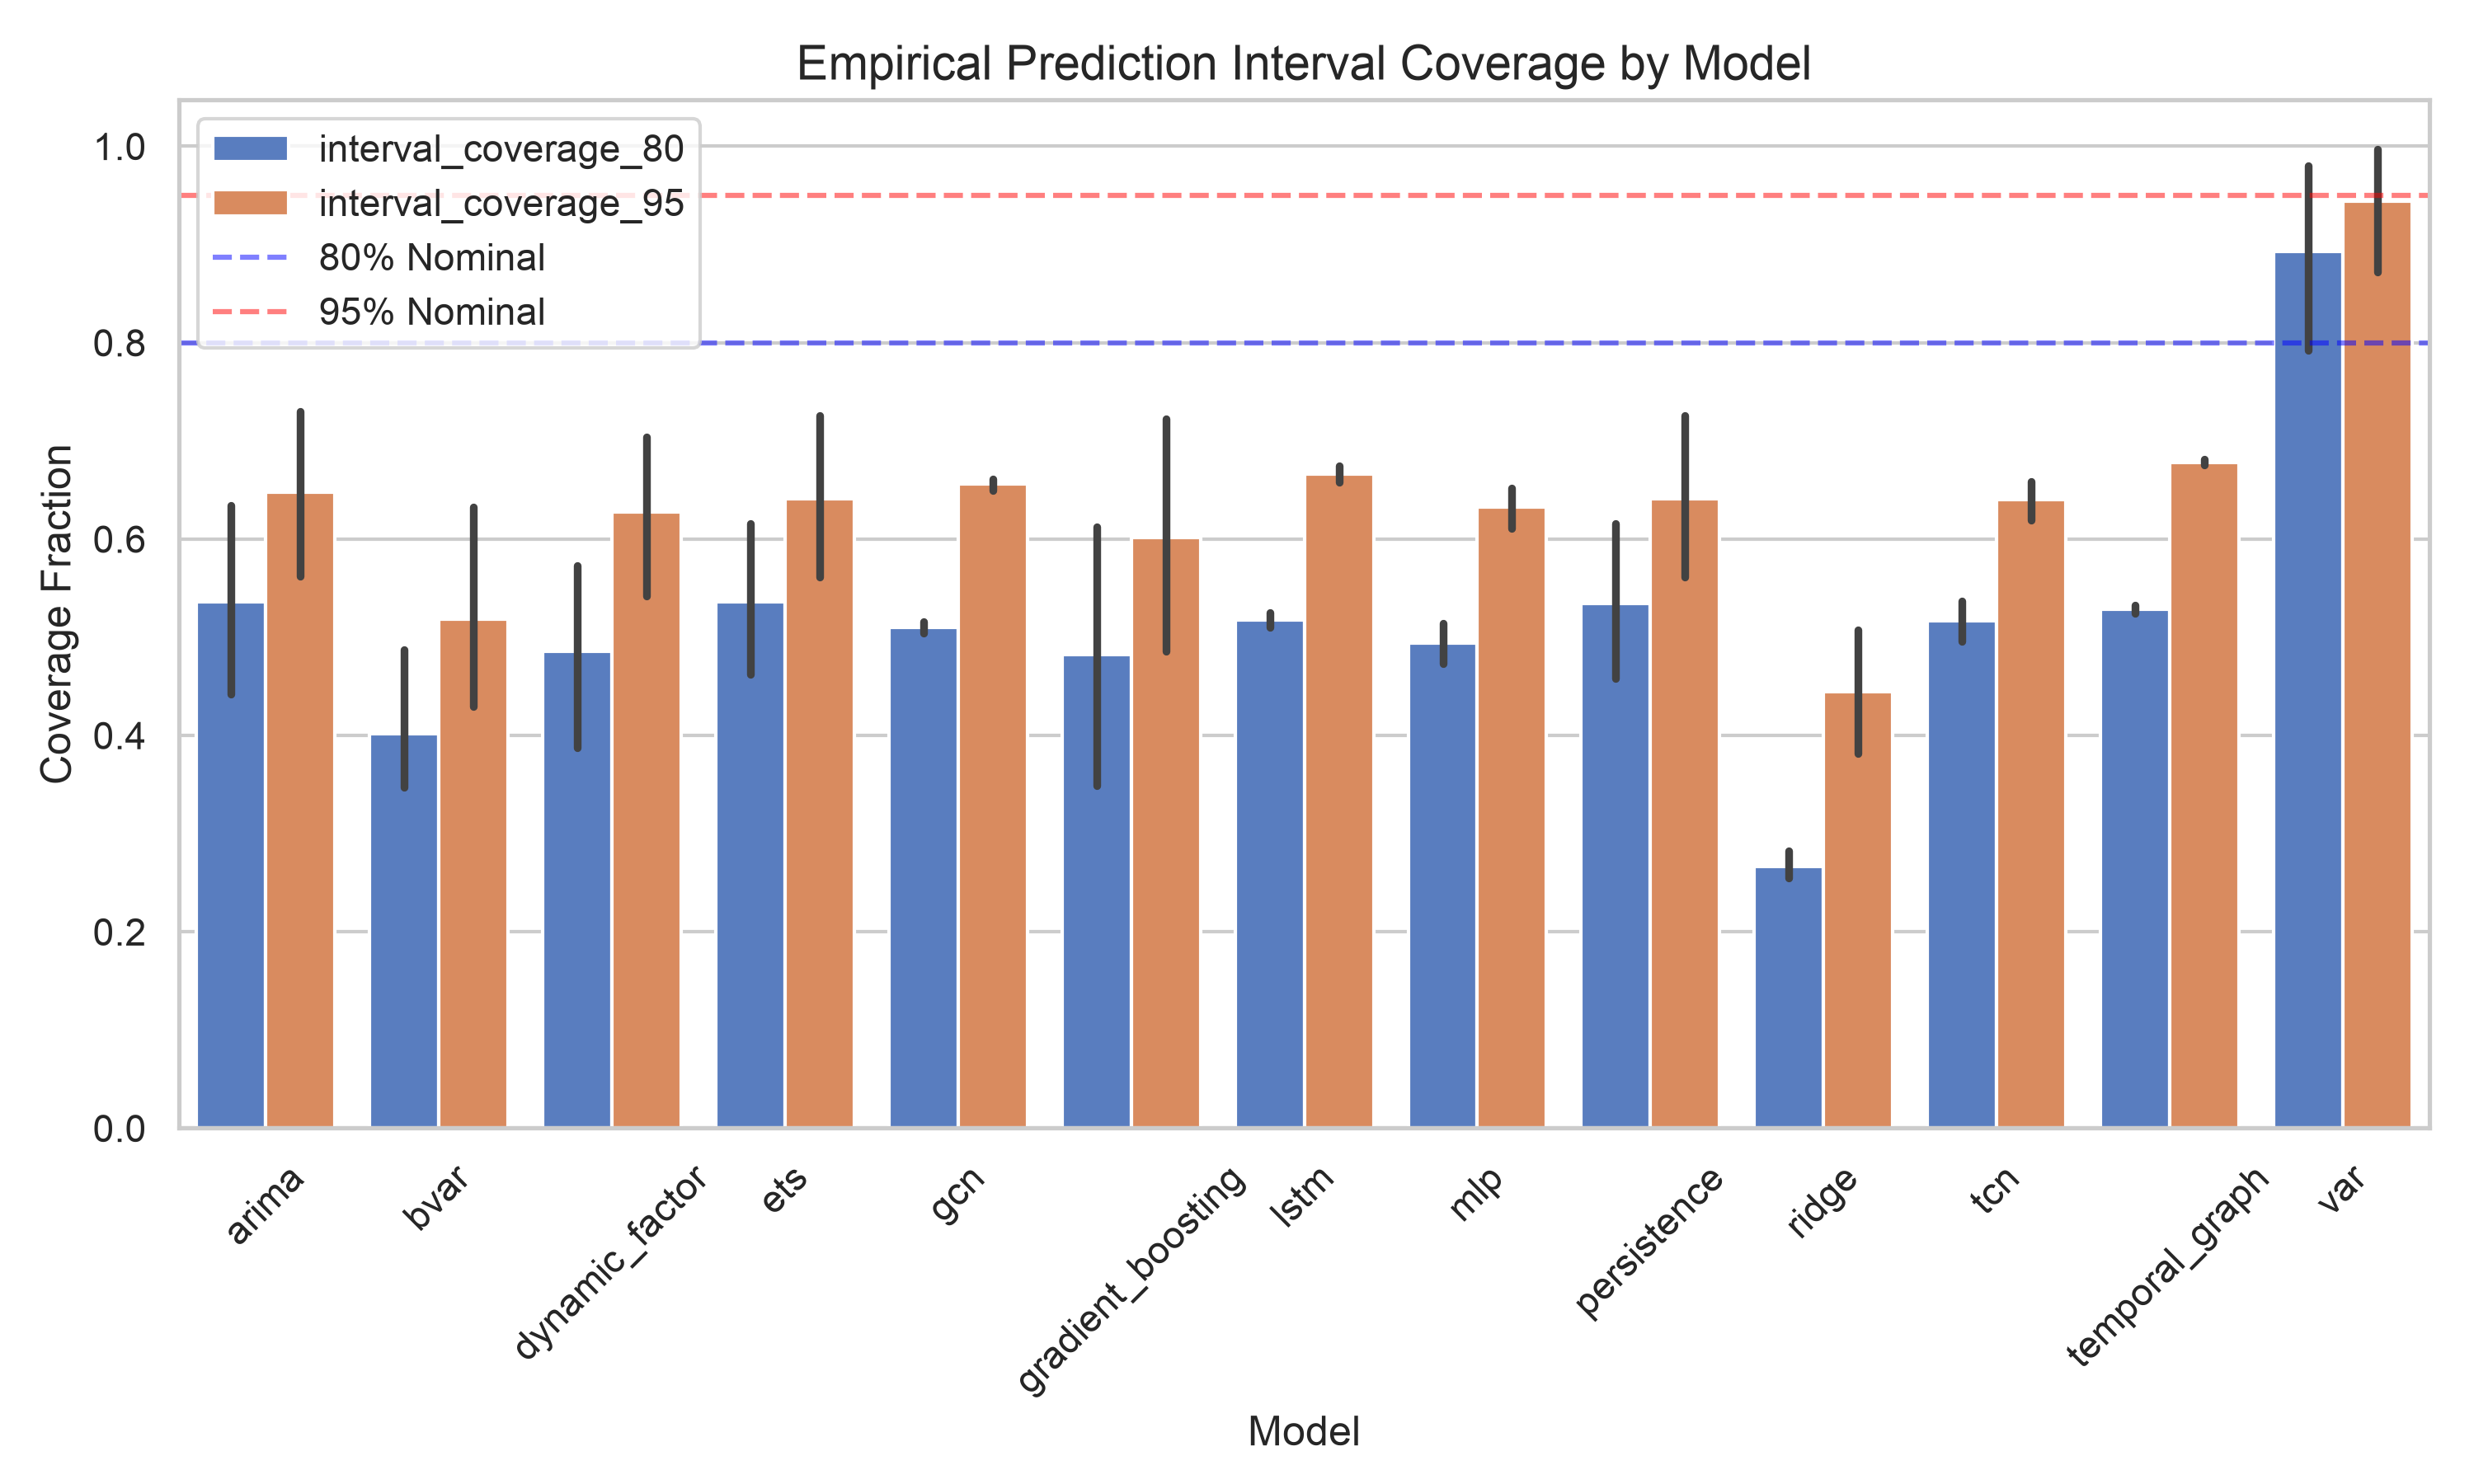 Empirical Prediction Interval Coverage by Model
interval_coverage_80
interval_coverage_95
80% Nominal
95% Nominal
Coverage Fraction
1.0
0.8
0.6
0.4
0.2
0.0
arima
bvar
dynamic_factor
ets
gcn
gradient_boosting
lstm
mlp
persistence
ridge
tcn
temporal_graph
var
Model